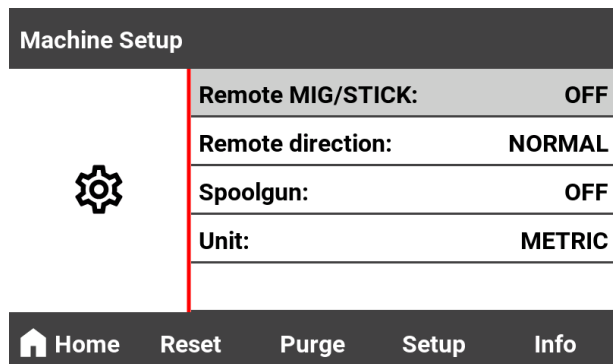 Machine Setup
Remote MIG/STICK: OFF
Remote direction: NORMAL
Spoolgun: OFF
Unit: METRIC
Home Reset Purge Setup Info